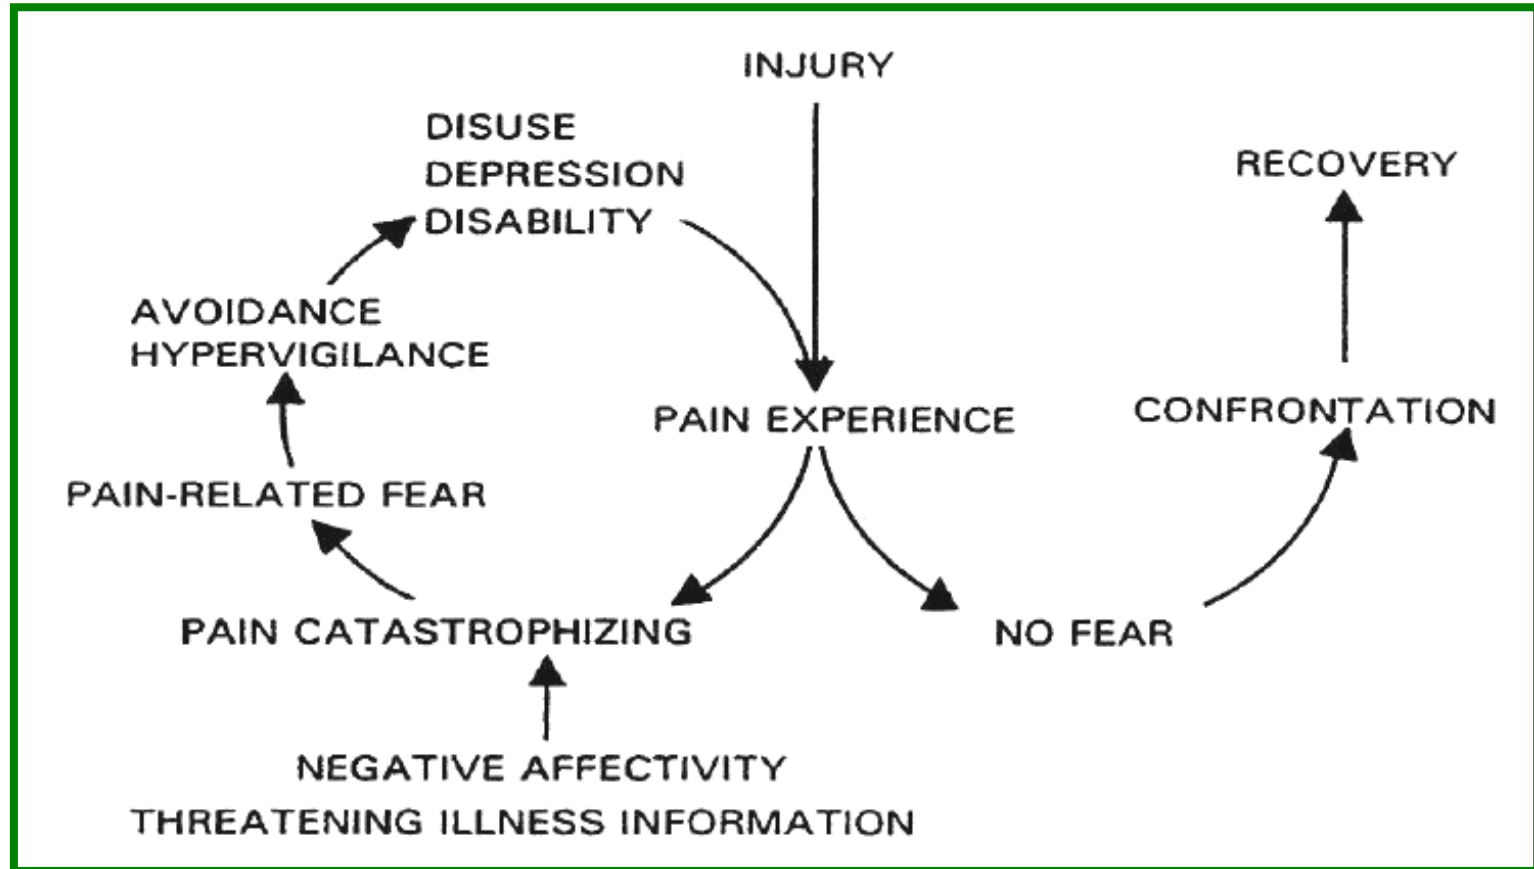 INJURY
DISUSE
DEPRESSION
DISABILITY
RECOVERY
AVOIDANCE
HYPERVIGILANCE
PAIN EXPERIENCE
CONFRONTATION
PAIN-RELATED FEAR
PAIN CATASTROPHIZING
NO FEAR
NEGATIVE AFFECTIVITY
THREATENING ILLNESS INFORMATION